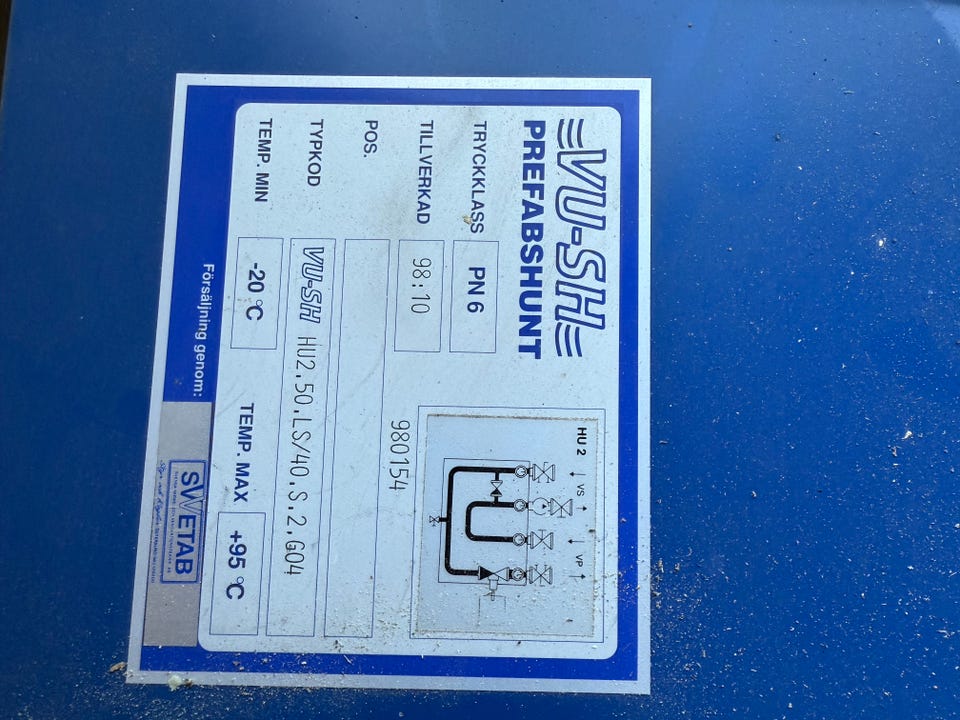 VU-SH
PREFABSHUNT
TRYCKKLASS PN 6
TILLVERKAD 98:10 980154
POS.
TYPKOD VU-SH HU2.50.LS/40.S.2.G04
TEMP. MIN -20 °C TEMP. MAX +95 °C
HU 2
VS
VP
Försäljning genom:
SWETAB